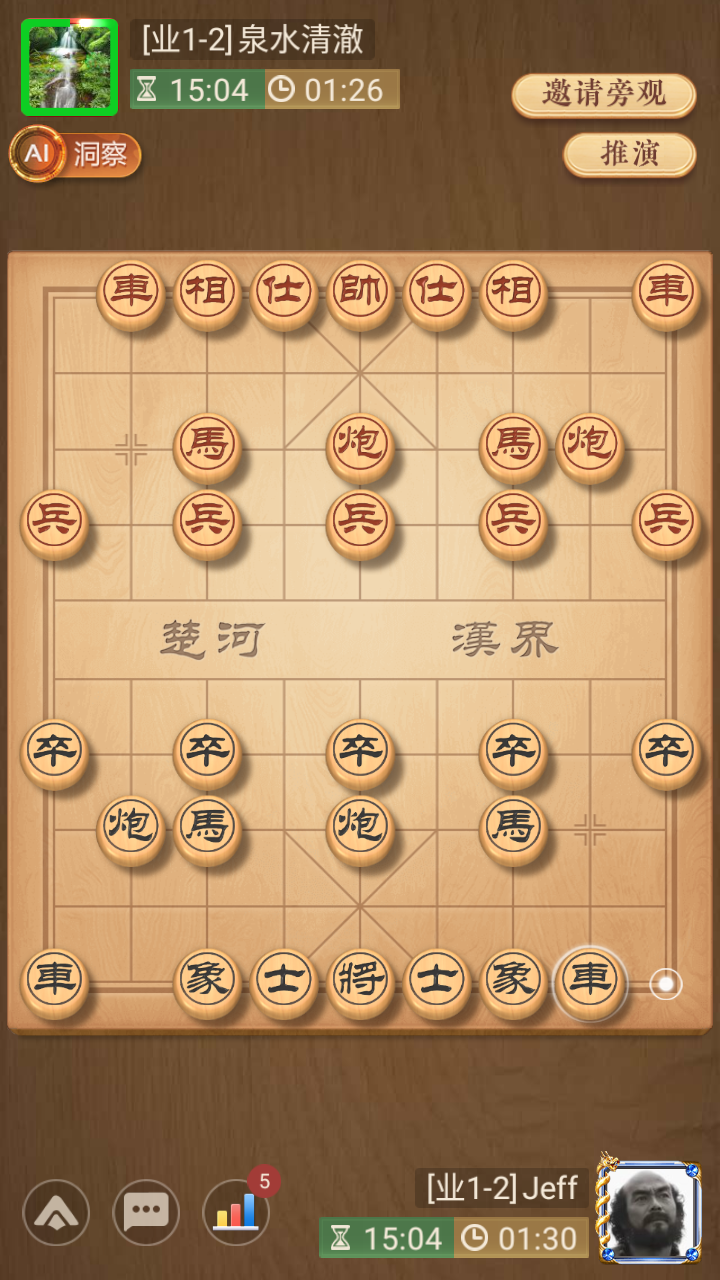 [业1-2]泉水清澈
15:04 01:26
邀请旁观
AI 洞察
推演
車相仕帥仕相車
馬炮馬炮
兵兵兵兵兵
楚河 漢界
卒卒卒卒卒
炮馬炮馬
車象士將士象車
5
[业1-2]Jeff
15:04 01:30